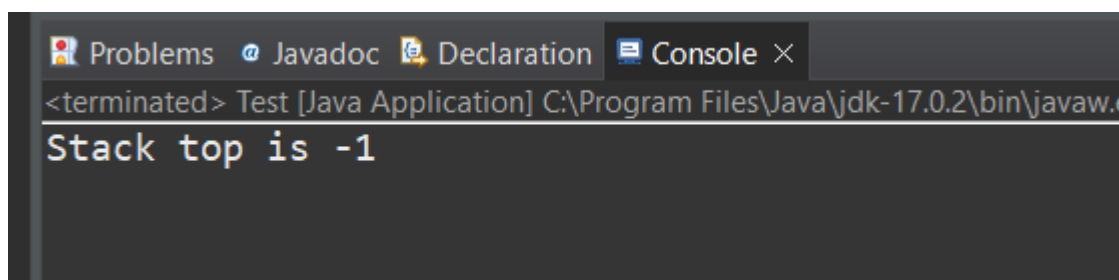 Problems @ Javadoc Declaration Console ×
<terminated> Test [Java Application] C:\Program Files\Java\jdk-17.0.2\bin\javaw.
Stack top is -1